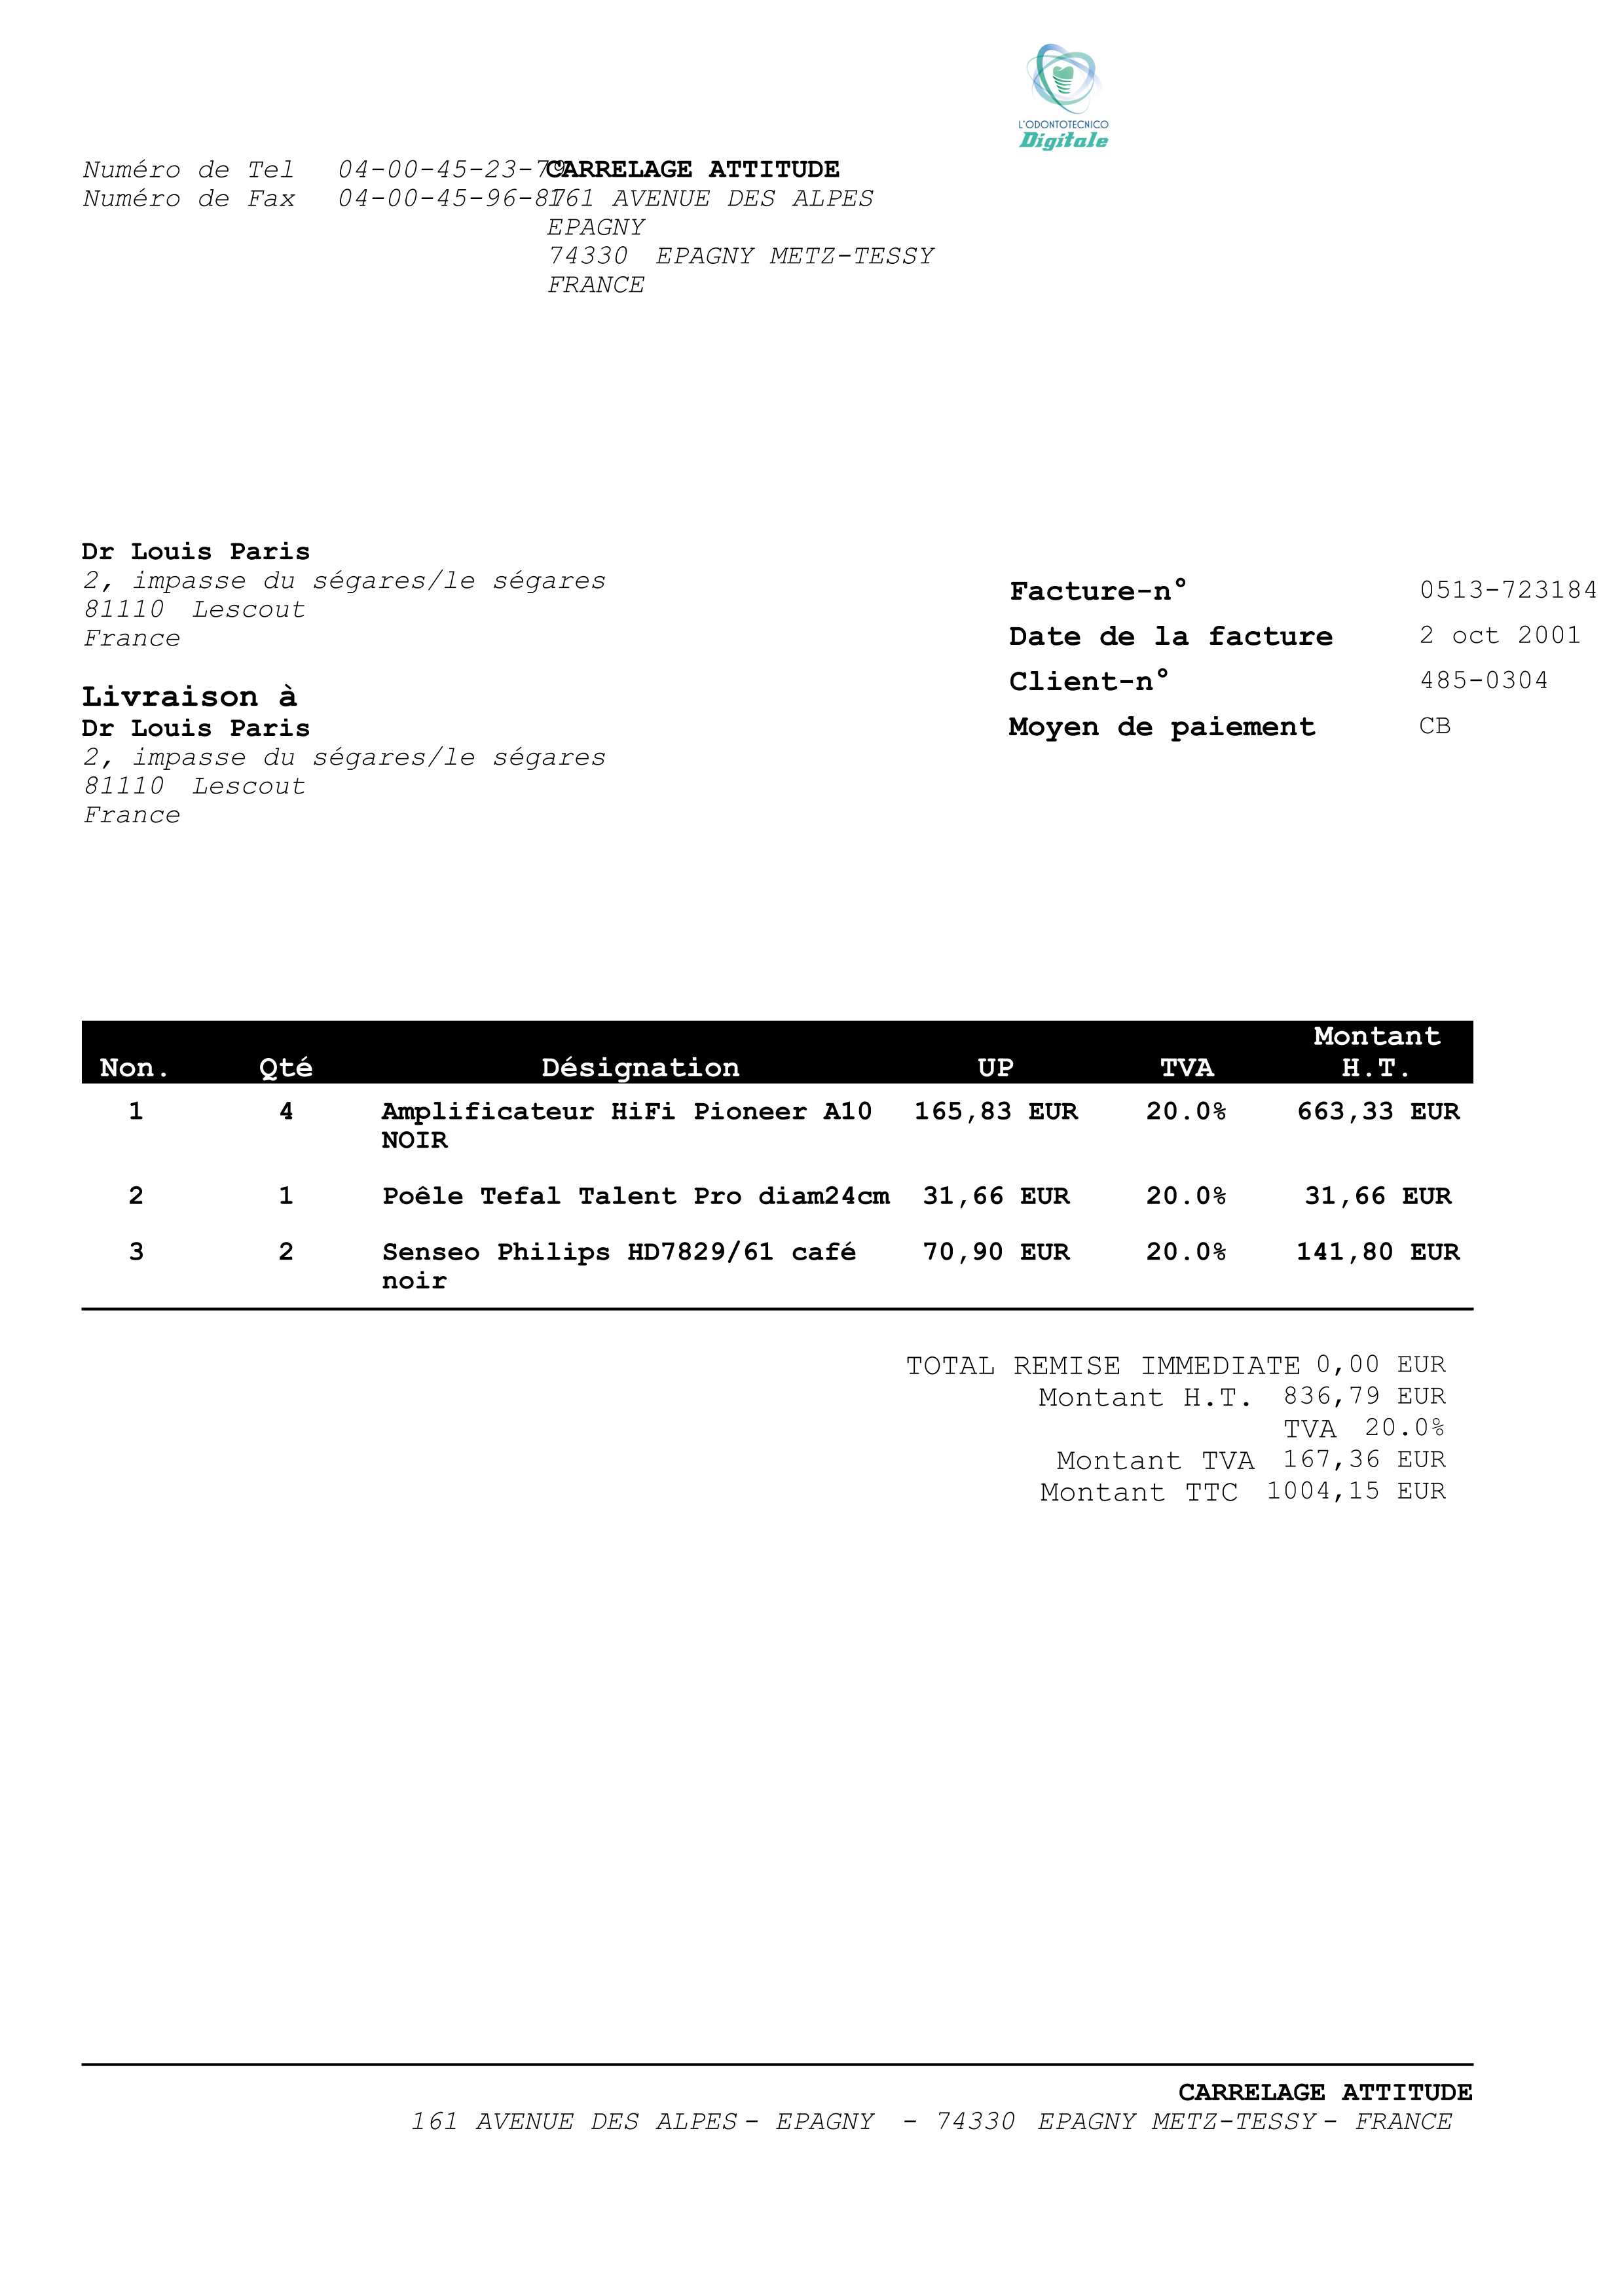 L'ODONTOTECNICO
Digitale
Numéro de Tel 04-00-45-23-79
Numéro de Fax 04-00-45-96-87
CARRELAGE ATTITUDE
161 AVENUE DES ALPES
EPAGNY
74330 EPAGNY METZ-TESSY
FRANCE
Dr Louis Paris
2, impasse du ségares/le ségares
81110 Lescout
France
Livraison à
Dr Louis Paris
2, impasse du ségares/le ségares
81110 Lescout
France
Facture-n° 0513-723184
Date de la facture 2 oct 2001
Client-n° 485-0304
Moyen de paiement CB
Non. Qté Désignation UP TVA Montant H.T.
1 4 Amplificateur HiFi Pioneer A10 165,83 EUR 20.0% 663,33 EUR
NOIR
2 1 Poêle Tefal Talent Pro diam24cm 31,66 EUR 20.0% 31,66 EUR
3 2 Senseo Philips HD7829/61 café 70,90 EUR 20.0% 141,80 EUR
noir
TOTAL REMISE IMMEDIATE 0,00 EUR
Montant H.T. 836,79 EUR
TVA 20.0%
Montant TVA 167,36 EUR
Montant TTC 1004,15 EUR
CARRELAGE ATTITUDE
161 AVENUE DES ALPES - EPAGNY - 74330 EPAGNY METZ-TESSY - FRANCE